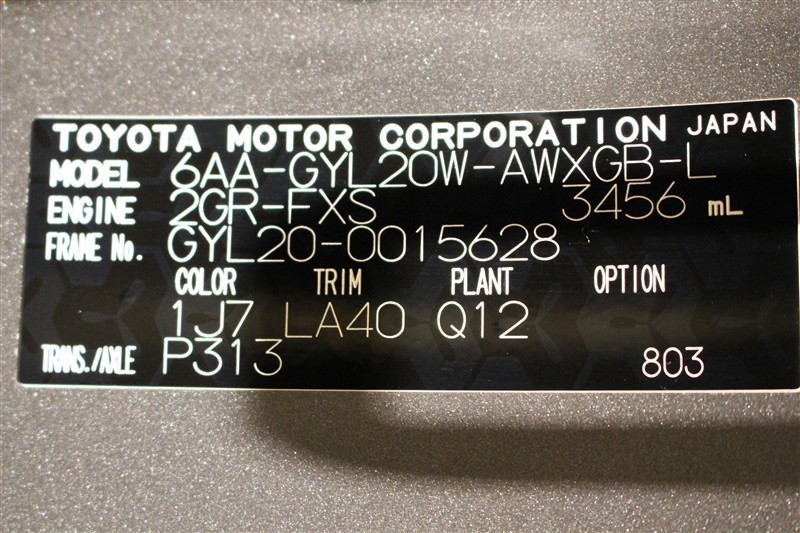 TOYOTA MOTOR CORPORATION JAPAN
MODEL 6AA-GYL20W-AWXGB-L
ENGINE 2GR-FXS 3456 mL
FRAME No. GYL20-0015628
COLOR TRIM PLANT OPTION
1J7 LA40 Q12
TRANS./AXLE P313 803